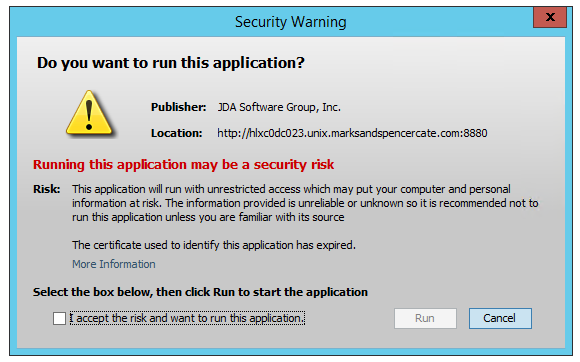 Security Warning
x
Do you want to run this application?
Publisher: JDA Software Group, Inc.
Location: http://hlxc0dc023.unix.marksandspencercate.com:8880
Running this application may be a security risk
Risk: This application will run with unrestricted access which may put your computer and personal
information at risk. The information provided is unreliable or unknown so it is recommended not to
run this application unless you are familiar with its source
The certificate used to identify this application has expired.
More Information
Select the box below, then click Run to start the application
I accept the risk and want to run this application.
Run
Cancel